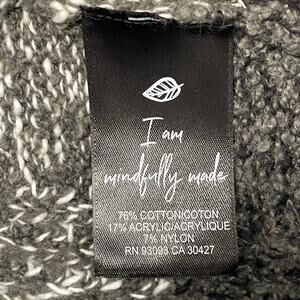 I am
mindfully made
76% COTTON/COTON
17% ACRYLIC/ACRYLIQUE
7% NYLON
RN 93093 CA 30427